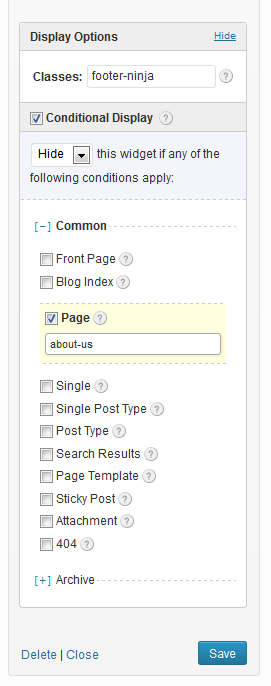 Display Options Hide
Classes: footer-ninja ?
Conditional Display ?
Hide this widget if any of the
following conditions apply:
[−] Common
Front Page ?
Blog Index ?
Page ?
about-us
Single ?
Single Post Type ?
Post Type ?
Search Results ?
Page Template ?
Sticky Post ?
Attachment ?
404 ?
[+] Archive
Delete | Close Save